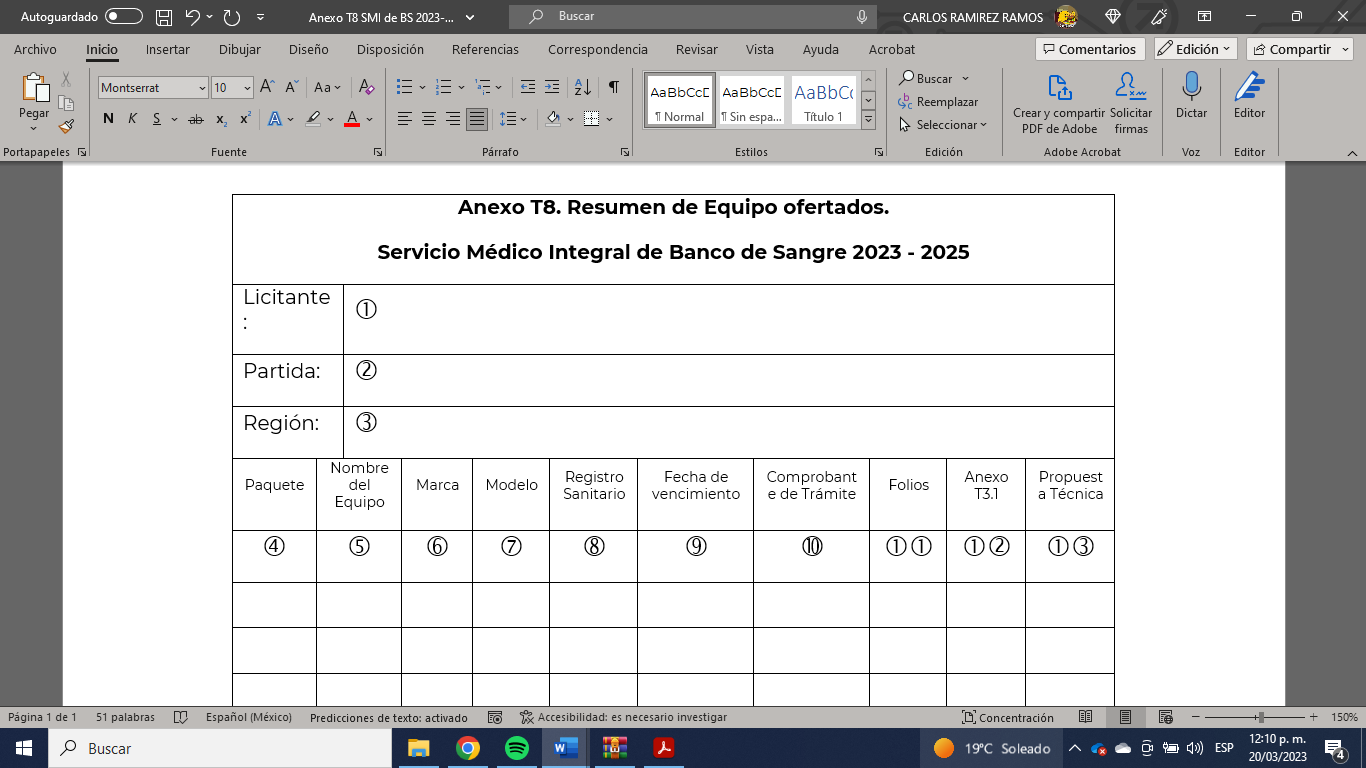 Autoguardado
Anexo T8 SMI de BS 2023-...
Buscar
CARLOS RAMIREZ RAMOS
Archivo
Inicio
Insertar
Dibujar
Diseño
Disposición
Referencias
Correspondencia
Revisar
Vista
Ayuda
Acrobat
Comentarios
Edición
Compartir
Pegar
Montserrat
10
A A Aa A
N K S ab x₂ x² A A
AaBbCcD
¶ Normal
AaBbCcD
¶ Sin espa...
AaBbCc
Título 1
Buscar
Reemplazar
Seleccionar
Crear y compartir
PDF de Adobe
Solicitar
firmas
Dictar
Editor
Portapapeles
Fuente
Párrafo
Estilos
Edición
Adobe Acrobat
Voz
Editor
Anexo T8. Resumen de Equipo ofertados.
Servicio Médico Integral de Banco de Sangre 2023 - 2025
Licitante
:
①
Partida:
②
Región:
③
Paquete
Nombre
del
Equipo
Marca
Modelo
Registro
Sanitario
Fecha de
vencimiento
Comprobant
e de Trámite
Folios
Anexo
T3.1
Propuest
a Técnica
④ ⑤ ⑥ ⑦ ⑧ ⑨ ⑩ ①① ①② ①③
Página 1 de 1
51 palabras
Español (México)
Predicciones de texto: activado
Accesibilidad: es necesario investigar
Concentración
150%
Buscar
19°C Soleado
ESP
12:10 p. m.
20/03/2023
4